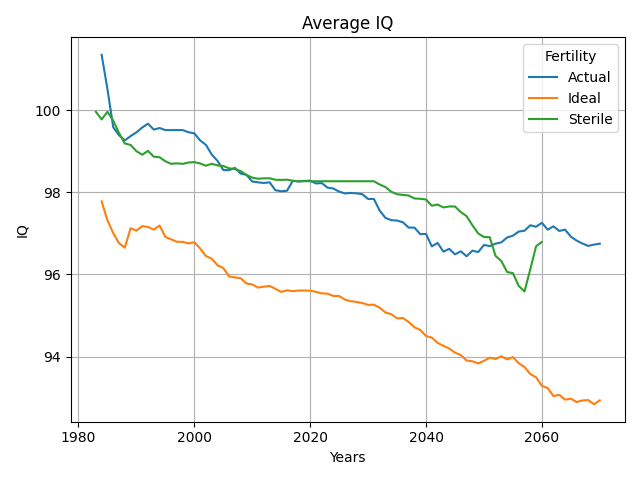 Average IQ
Fertility
Actual
Ideal
Sterile
IQ
100
98
96
94
1980
2000
2020
2040
2060
Years